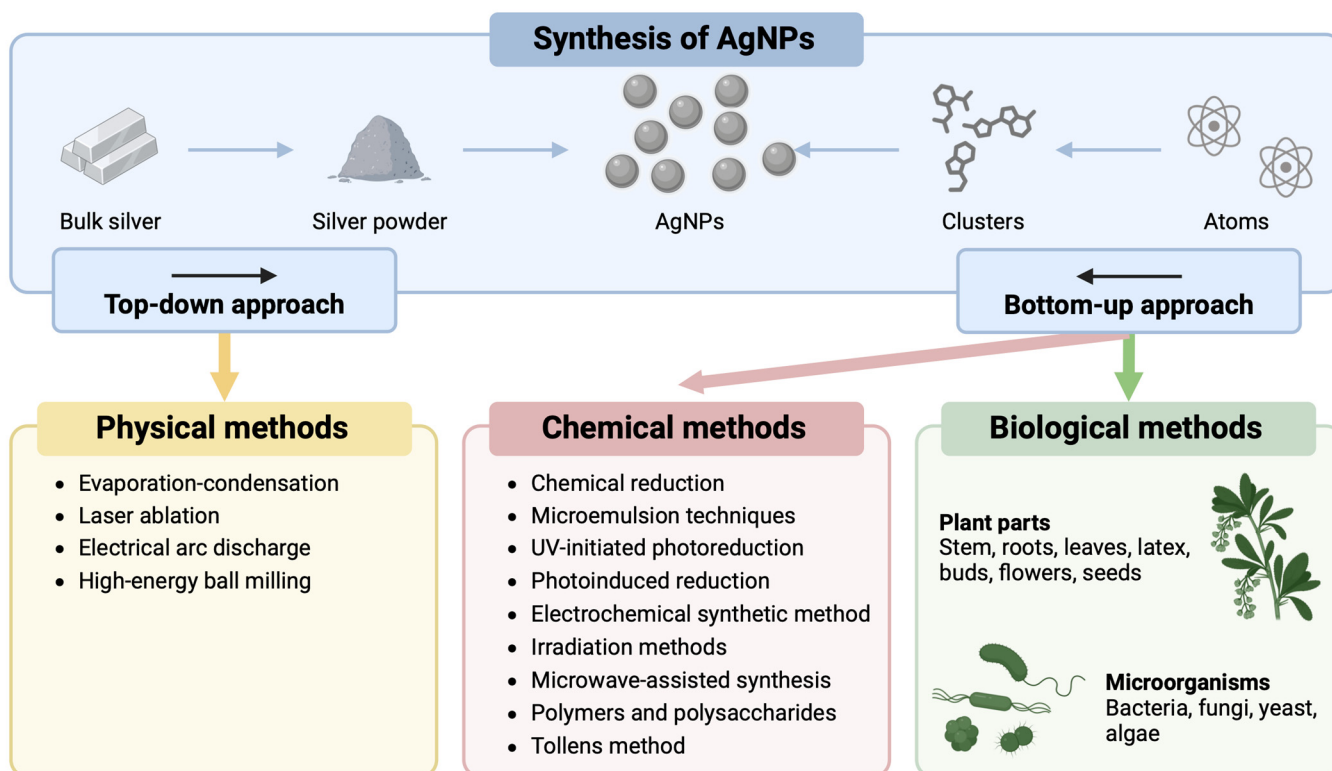 Synthesis of AgNPs
Bulk silver
Silver powder
AgNPs
Clusters
Atoms
Top-down approach
Bottom-up approach
Physical methods
• Evaporation-condensation
• Laser ablation
• Electrical arc discharge
• High-energy ball milling
Chemical methods
• Chemical reduction
• Microemulsion techniques
• UV-initiated photoreduction
• Photoinduced reduction
• Electrochemical synthetic method
• Irradiation methods
• Microwave-assisted synthesis
• Polymers and polysaccharides
• Tollens method
Biological methods
Plant parts
Stem, roots, leaves, latex,
buds, flowers, seeds
Microorganisms
Bacteria, fungi, yeast,
algae